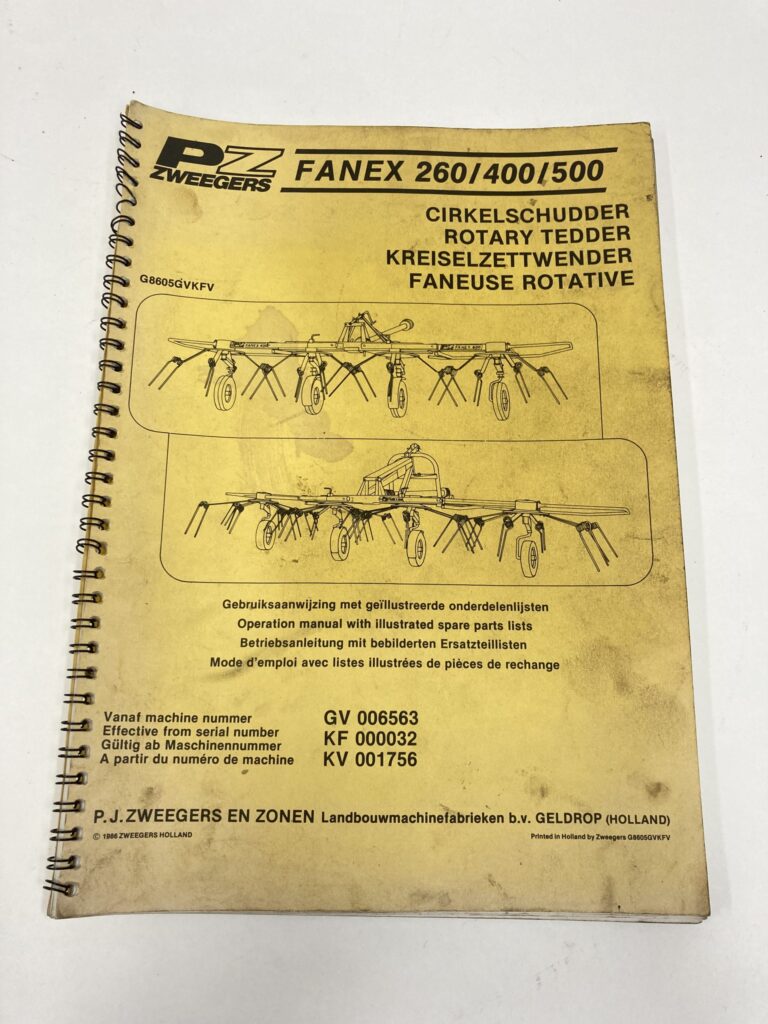 PZ
ZWEEGERS
FANEX 260/400/500
CIRKELSCHUDDER
ROTARY TEDDER
KREISELZETTWENDER
FANEUSE ROTATIVE
G8605GVKFV
Gebruiksaanwijzing met geïllustreerde onderdelenlijsten
Operation manual with illustrated spare parts lists
Betriebsanleitung mit bebilderten Ersatzteillisten
Mode d'emploi avec listes illustrées de pièces de rechange
Vanaf machine nummer
Effective from serial number
Gültig ab Maschinennummer
A partir du numéro de machine
GV 006563
KF 000032
KV 001756
P.J.ZWEEGERS EN ZONEN Landbouwmachinefabrieken b.v. GELDROP (HOLLAND)
© 1986 ZWEEGERS HOLLAND
Printed in Holland by Zweegers G8605GVKFV